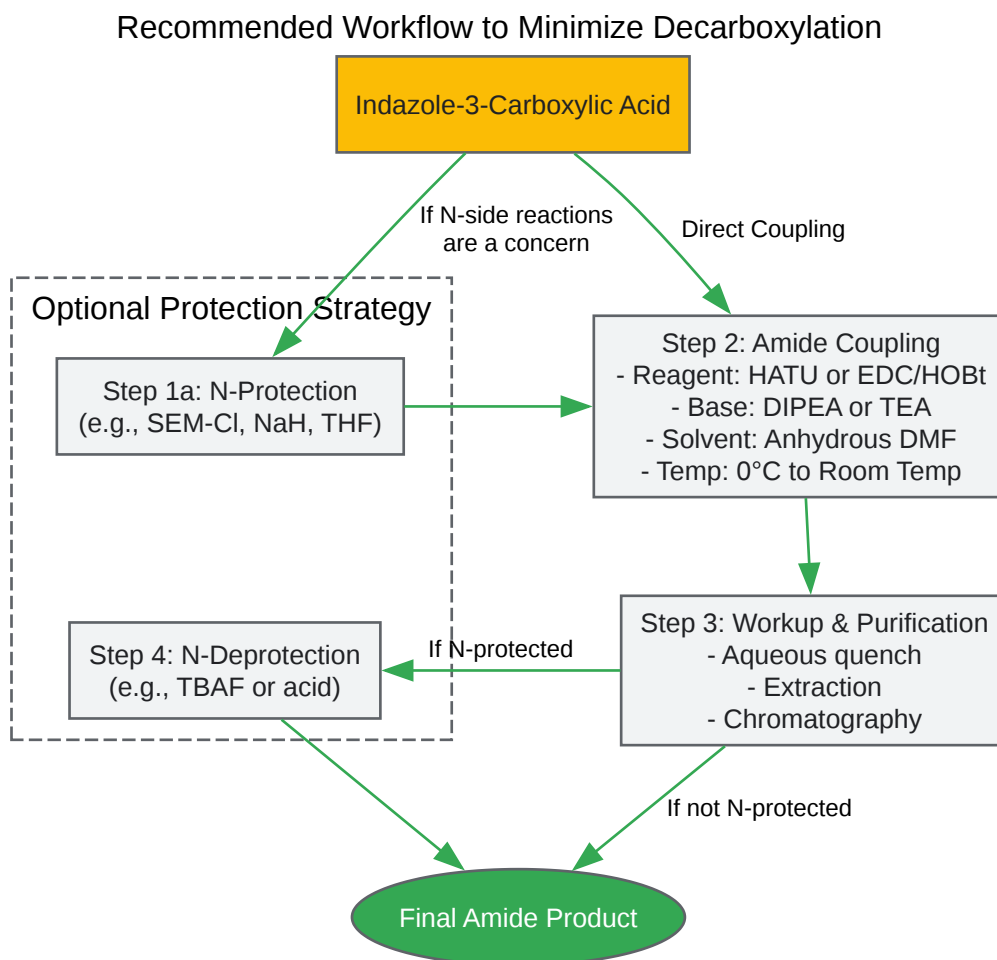 Recommended Workflow to Minimize Decarboxylation
Indazole-3-Carboxylic Acid
If N-side reactions
are a concern
Direct Coupling
Optional Protection Strategy
Step 1a: N-Protection
(e.g., SEM-Cl, NaH, THF)
Step 2: Amide Coupling
- Reagent: HATU or EDC/HOBt
- Base: DIPEA or TEA
- Solvent: Anhydrous DMF
- Temp: 0°C to Room Temp
Step 3: Workup & Purification
- Aqueous quench
- Extraction
- Chromatography
If N-protected
Step 4: N-Deprotection
(e.g., TBAF or acid)
If not N-protected
Final Amide Product